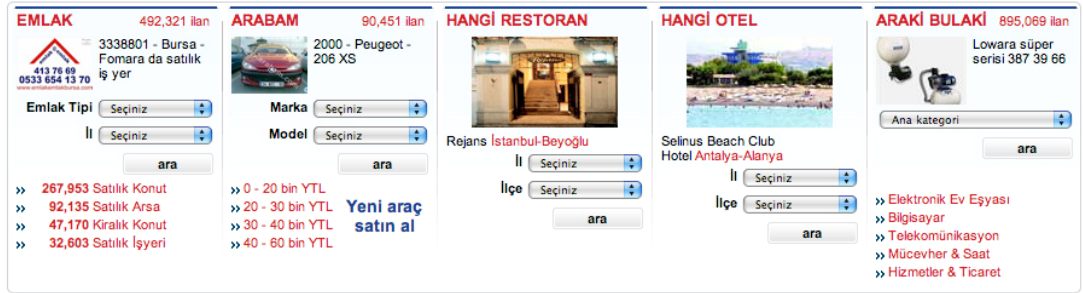 EMLAK 492,321 ilan
3338801 - Bursa -
Fomara da satılık
iş yer
413 76 69
0533 654 13 70
www.emlakemlakbursa.com
Emlak Tipi Seçiniz
İl Seçiniz
ara
»» 267,953 Satılık Konut
»» 92,135 Satılık Arsa
»» 47,170 Kiralık Konut
»» 32,603 Satılık İşyeri
ARABAM 90,451 ilan
2000 - Peugeot -
206 XS
Marka Seçiniz
Model Seçiniz
ara
»» 0 - 20 bin YTL
»» 20 - 30 bin YTL
»» 30 - 40 bin YTL
»» 40 - 60 bin YTL
Yeni araç
satın al
HANGİ RESTORAN
Rejans İstanbul-Beyoğlu
İl Seçiniz
İlçe Seçiniz
ara
HANGİ OTEL
Selinus Beach Club
Hotel Antalya-Alanya
İl Seçiniz
İlçe Seçiniz
ara
ARAKİ BULAKİ 895,069 ilan
Lowara süper
serisi 387 39 66
Ana kategori
ara
»» Elektronik Ev Eşyası
»» Bilgisayar
»» Telekomünikasyon
»» Mücevher & Saat
»» Hizmetler & Ticaret